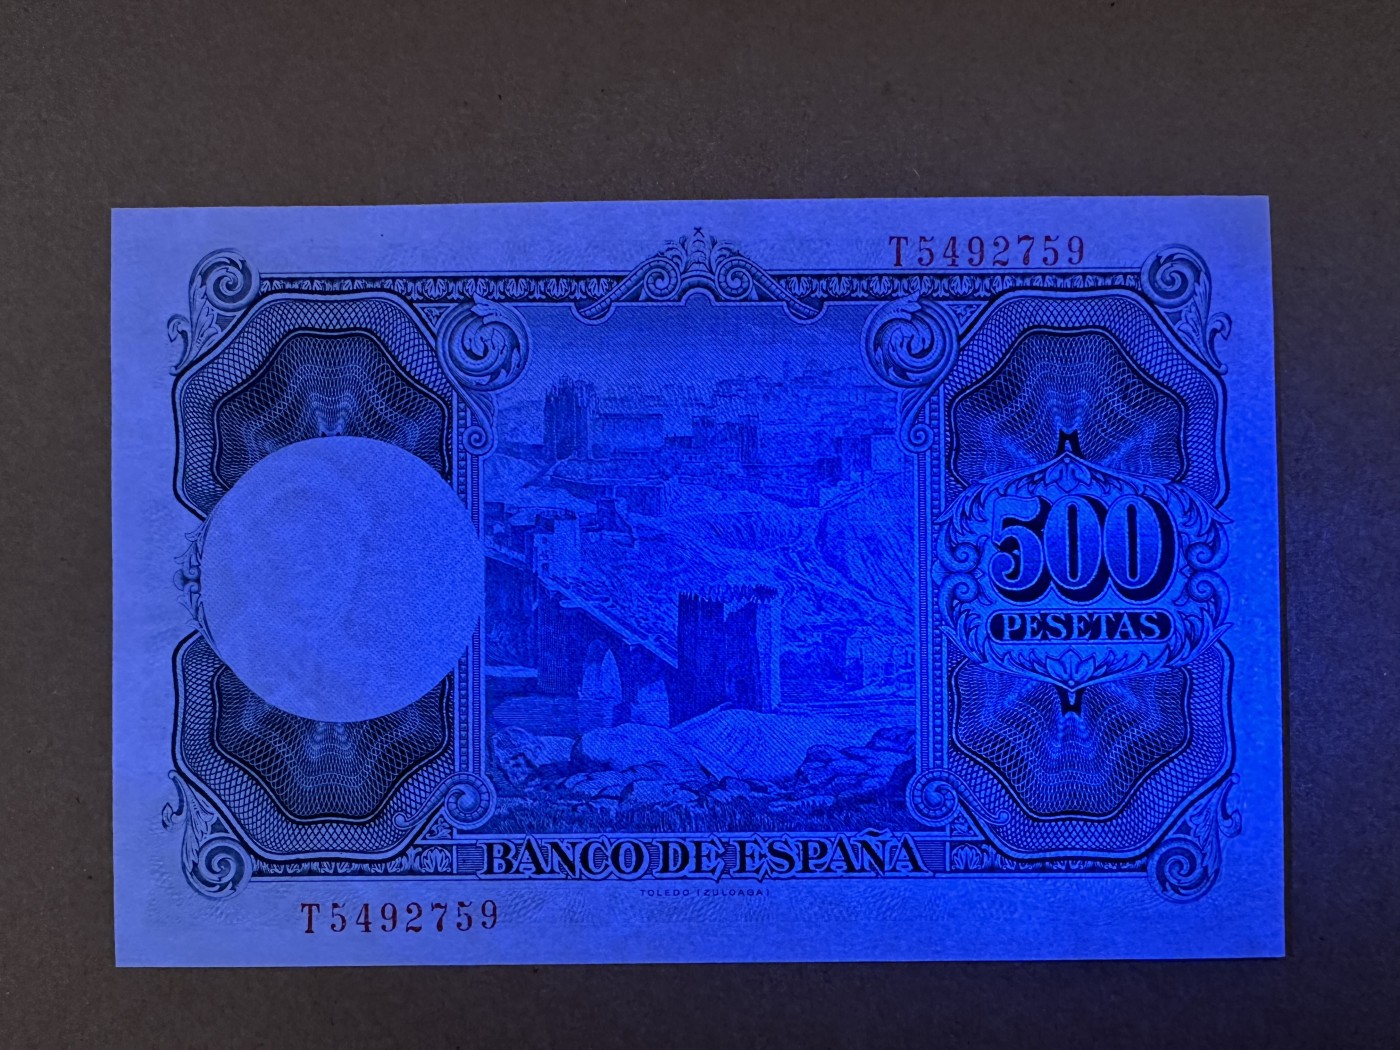 T5492759
500
PESETAS
BANCO DE ESPAÑA
TOLEDO (ZULOAGA)
T5492759